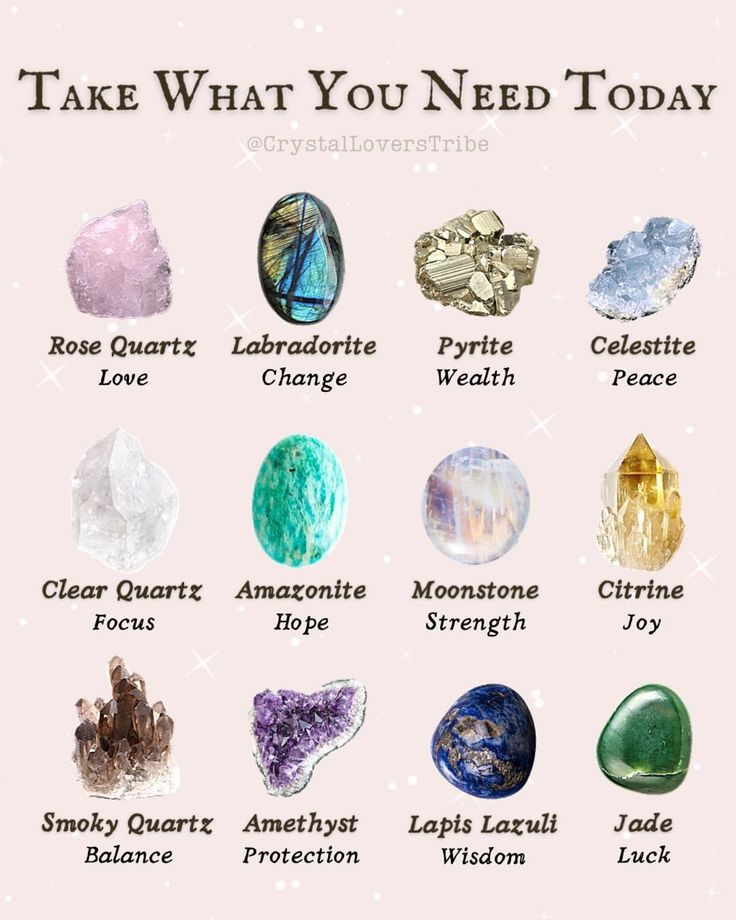 Take What You Need Today
@CrystalLoversTribe
Rose Quartz Labradorite Pyrite Celestite
Love Change Wealth Peace
Clear Quartz Amazonite Moonstone Citrine
Focus Hope Strength Joy
Smoky Quartz Amethyst Lapis Lazuli Jade
Balance Protection Wisdom Luck